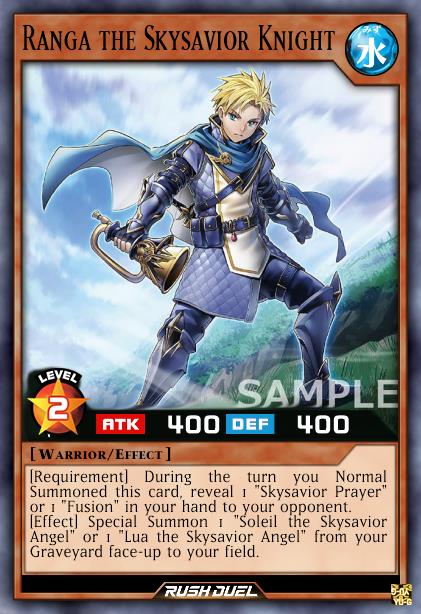 Ranga the Skysavior Knight
みず
水
LEVEL
2
SAMPLE
ATK 400 DEF 400
[Warrior/Effect]
[Requirement] During the turn you Normal
Summoned this card, reveal 1 "Skysavior Prayer"
or 1 "Fusion" in your hand to your opponent.
[Effect] Special Summon 1 "Soleil the Skysavior
Angel" or 1 "Lua the Skysavior Angel" from your
Graveyard face-up to your field.
RUSH DUEL